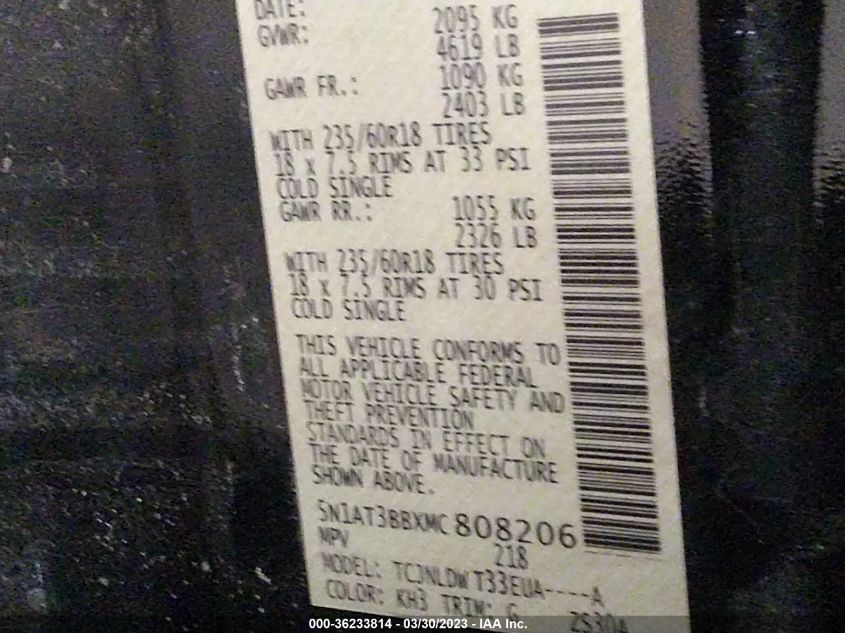 DATE:
GVWR: 2095 KG
4619 LB
GAWR FR.: 1090 KG
2403 LB
WITH 235/60R18 TIRES
18 x 7.5 RIMS AT 33 PSI
COLD SINGLE
GAWR RR.: 1055 KG
2326 LB
WITH 235/60R18 TIRES
18 x 7.5 RIMS AT 30 PSI
COLD SINGLE
THIS VEHICLE CONFORMS TO
ALL APPLICABLE FEDERAL
MOTOR VEHICLE SAFETY AND
THEFT PREVENTION
STANDARDS IN EFFECT ON
THE DATE OF MANUFACTURE
SHOWN ABOVE.
5N1AT3BBXMC808206
MPV 218
MODEL: TCJNLDW T33EUA----A
COLOR: KH3 TRIM: G 2S30A
000-36233814 - 03/30/2023 - IAA Inc.